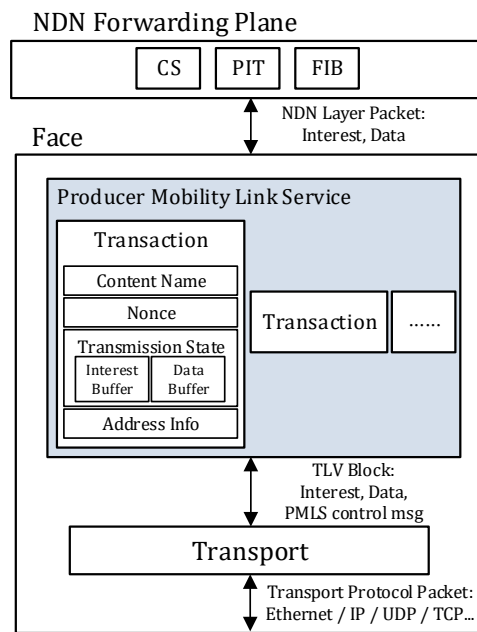 NDN Forwarding Plane
CS PIT FIB
NDN Layer Packet:
Interest, Data
Face
Producer Mobility Link Service
Transaction
Content Name
Nonce
Transmission State
Interest
Buffer
Data
Buffer
Address Info
Transaction
......
TLV Block:
Interest, Data,
PMLS control msg
Transport
Transport Protocol Packet:
Ethernet / IP / UDP / TCP...